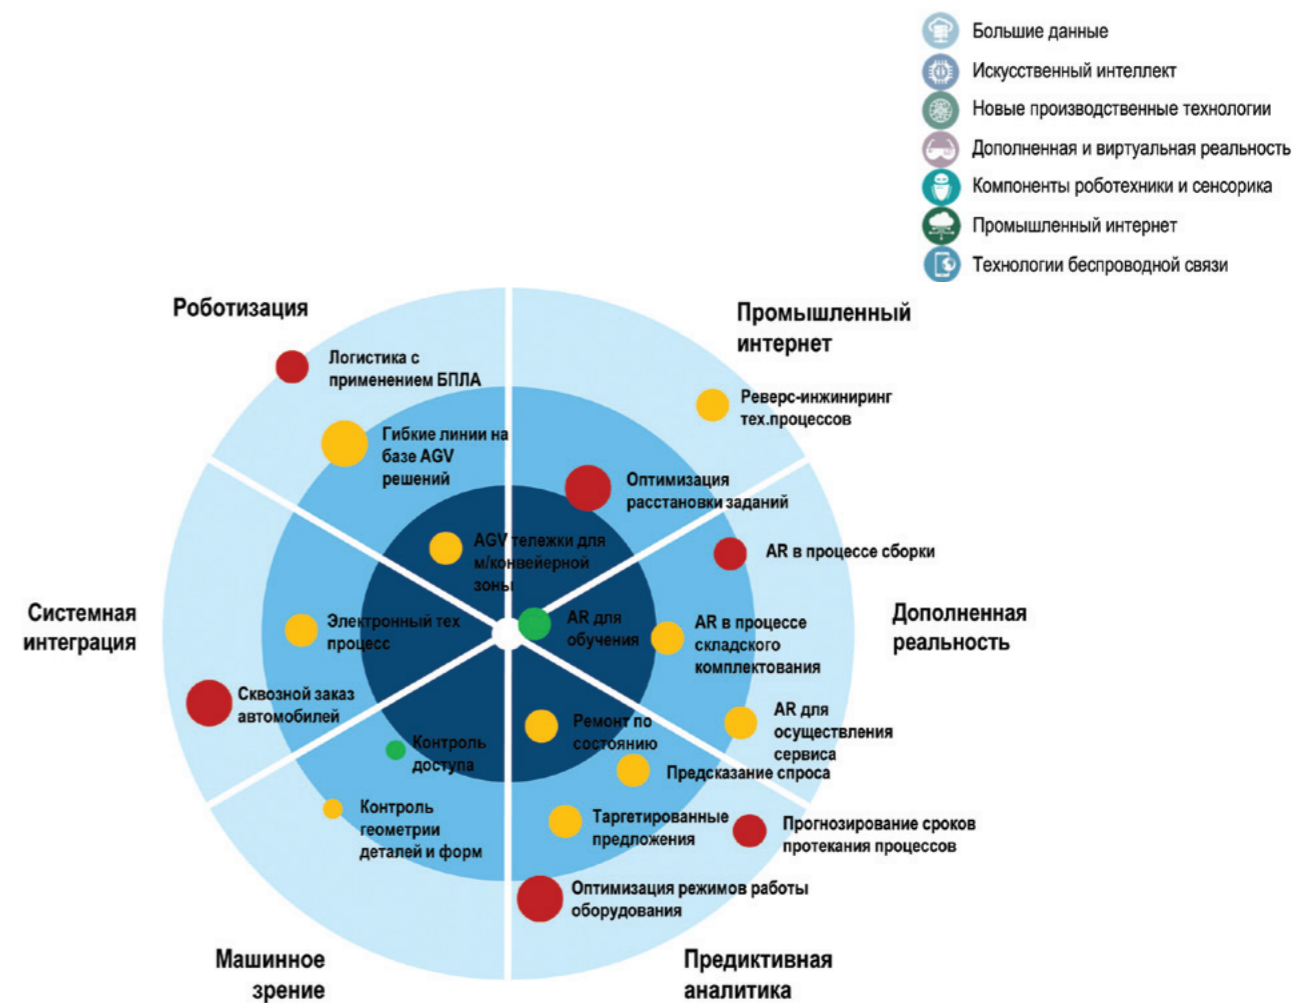 Большие данные
Искусственный интеллект
Новые производственные технологии
Дополненная и виртуальная реальность
Компоненты роботехники и сенсорика
Промышленный интернет
Технологии беспроводной связи
Роботизация
Промышленный
интернет
Логистика с
применением БПЛА
Реверс-инжиниринг
тех.процессов
Гибкие линии на
базе AGV
решений
Оптимизация
расстановки заданий
AGV тележки для
м/конвейерной
зоны
AR в процессе сборки
Системная
интеграция
Электронный тех
процесс
AR для
обучения
AR в процессе
складского
комплектования
Дополненная
реальность
Сквозной заказ
автомобилей
Контроль
доступа
Ремонт по
состоянию
AR для
осуществления
сервиса
Предсказание спроса
Контроль
геометрии
деталей и форм
Таргетированные
предложения
Прогнозирование сроков
протекания процессов
Оптимизация режимов работы
оборудования
Машинное
зрение
Предиктивная
аналитика